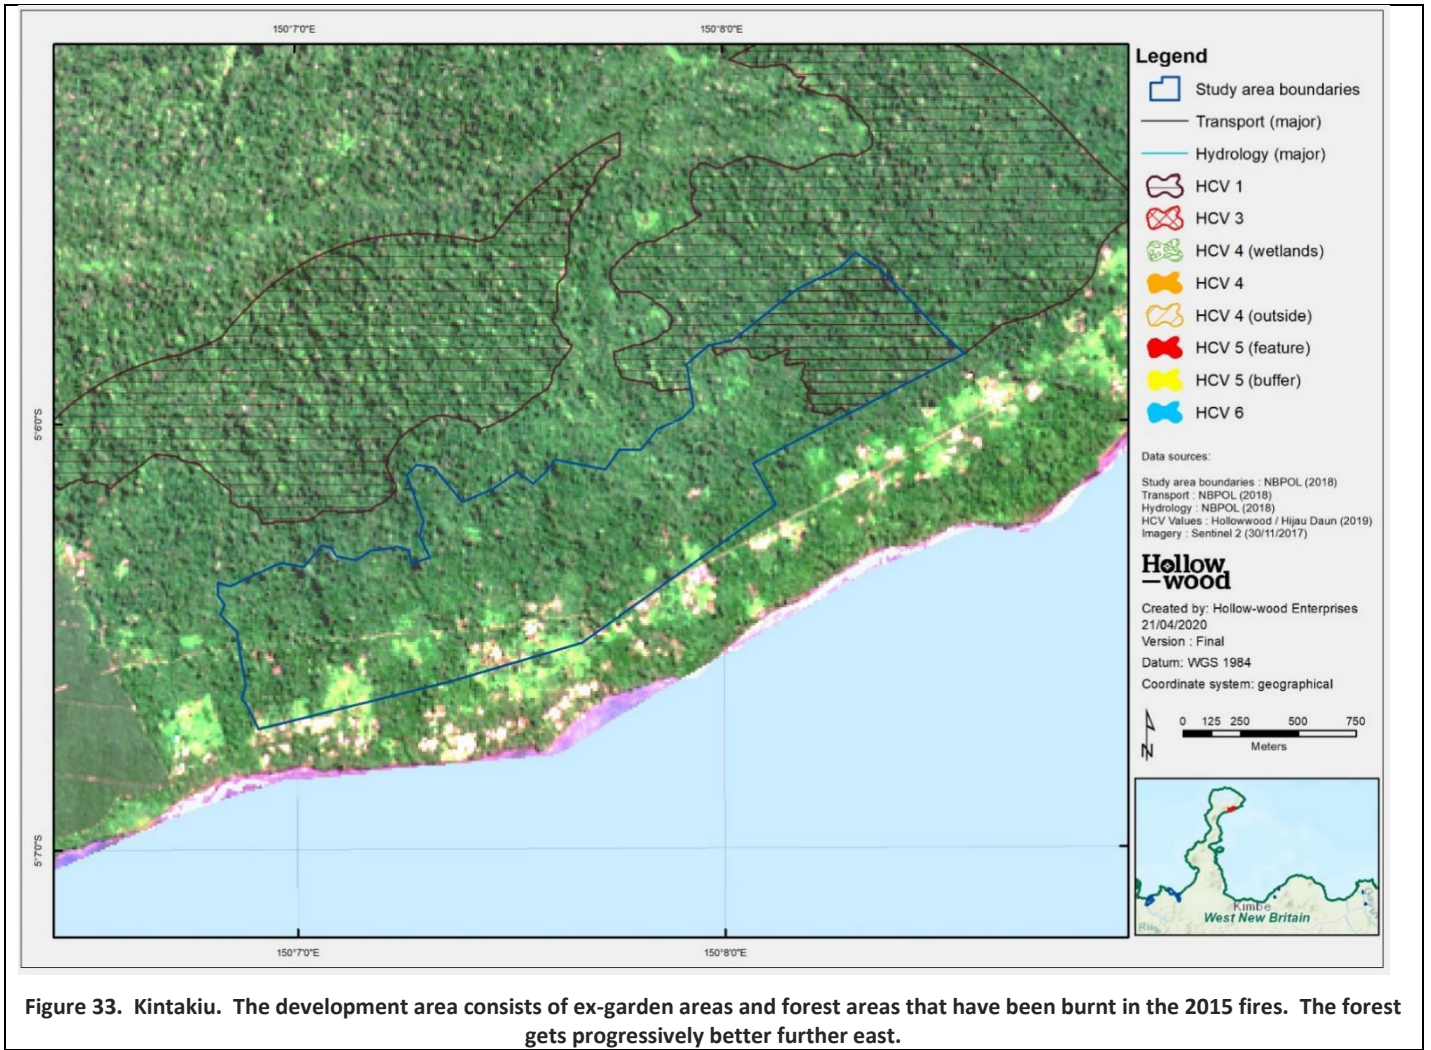 150°7'0"E
150°8'0"E
5°6'0"S
5°7'0"S
150°7'0"E
150°8'0"E
Legend
Study area boundaries
Transport (major)
Hydrology (major)
HCV 1
HCV 3
HCV 4 (wetlands)
HCV 4
HCV 4 (outside)
HCV 5 (feature)
HCV 5 (buffer)
HCV 6
Data sources:
Study area boundaries : NBPOL (2018)
Transport : NBPOL (2018)
Hydrology : NBPOL (2018)
HCV Values : Hollowwood / Hijau Daun (2019)
Imagery : Sentinel 2 (30/11/2017)
Hollow
—wood
Created by: Hollow-wood Enterprises
21/04/2020
Version : Final
Datum: WGS 1984
Coordinate system: geographical
N
0 125 250 500 750
Meters
Kimbe
West New Britain
Figure 33. Kintakiu. The development area consists of ex-garden areas and forest areas that have been burnt in the 2015 fires. The forest
gets progressively better further east.